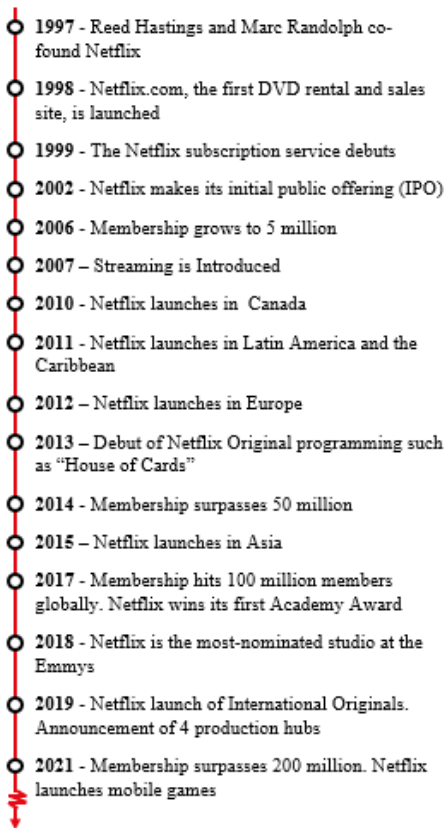 1997 - Reed Hastings and Marc Randolph co-
found Netflix
1998 - Netflix.com, the first DVD rental and sales
site, is launched
1999 - The Netflix subscription service debuts
2002 - Netflix makes its initial public offering (IPO)
2006 - Membership grows to 5 million
2007 – Streaming is Introduced
2010 - Netflix launches in  Canada
2011 - Netflix launches in Latin America and the
Caribbean
2012 – Netflix launches in Europe
2013 – Debut of Netflix Original programming such
as “House of Cards”
2014 - Membership surpasses 50 million
2015 – Netflix launches in Asia
2017 - Membership hits 100 million members
globally. Netflix wins its first Academy Award
2018 - Netflix is the most-nominated studio at the
Emmys
2019 - Netflix launch of International Originals.
Announcement of 4 production hubs
2021 - Membership surpasses 200 million. Netflix
launches mobile games